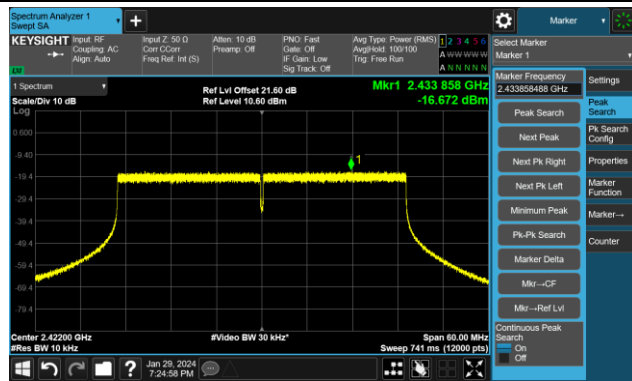 Spectrum Analyzer 1
Swept SA
Marker
KEYSIGHT
Input: RF
Coupling: AC
Align: Auto
Input Z: 50 Ω
Corr CCorr
Freq Ref: Int (S)
Atten: 10 dB
Preamp: Off
PNO: Fast
Gate: Off
IF Gain: Low
Sig Track: Off
Avg Type: Power (RMS)
Avg|Hold: 100/100
Trig: Free Run
1 2 3 4 5 6
A W W W W W
A N N N N N
LXI
1 Spectrum
Scale/Div 10 dB
Log
Ref Lvl Offset 21.60 dB
Ref Level 10.60 dBm
Mkr1 2.433 858 GHz
-16.672 dBm
0.600
-9.40
-19.4
-29.4
-39.4
-49.4
-59.4
-69.4
-79.4
1
Center 2.42200 GHz
#Res BW 10 kHz
#Video BW 30 kHz*
Span 60.00 MHz
Sweep 741 ms (12000 pts)
Jan 29, 2024
7:24:58 PM
Select Marker
Marker 1
Marker Frequency
2.433858488 GHz
Peak Search
Next Peak
Next Pk Right
Next Pk Left
Minimum Peak
Pk-Pk Search
Marker Delta
Mkr→CF
Mkr→Ref Lvl
Continuous Peak
Search
On
Off
Settings
Peak
Search
Pk Search
Config
Properties
Marker
Function
Marker→
Counter